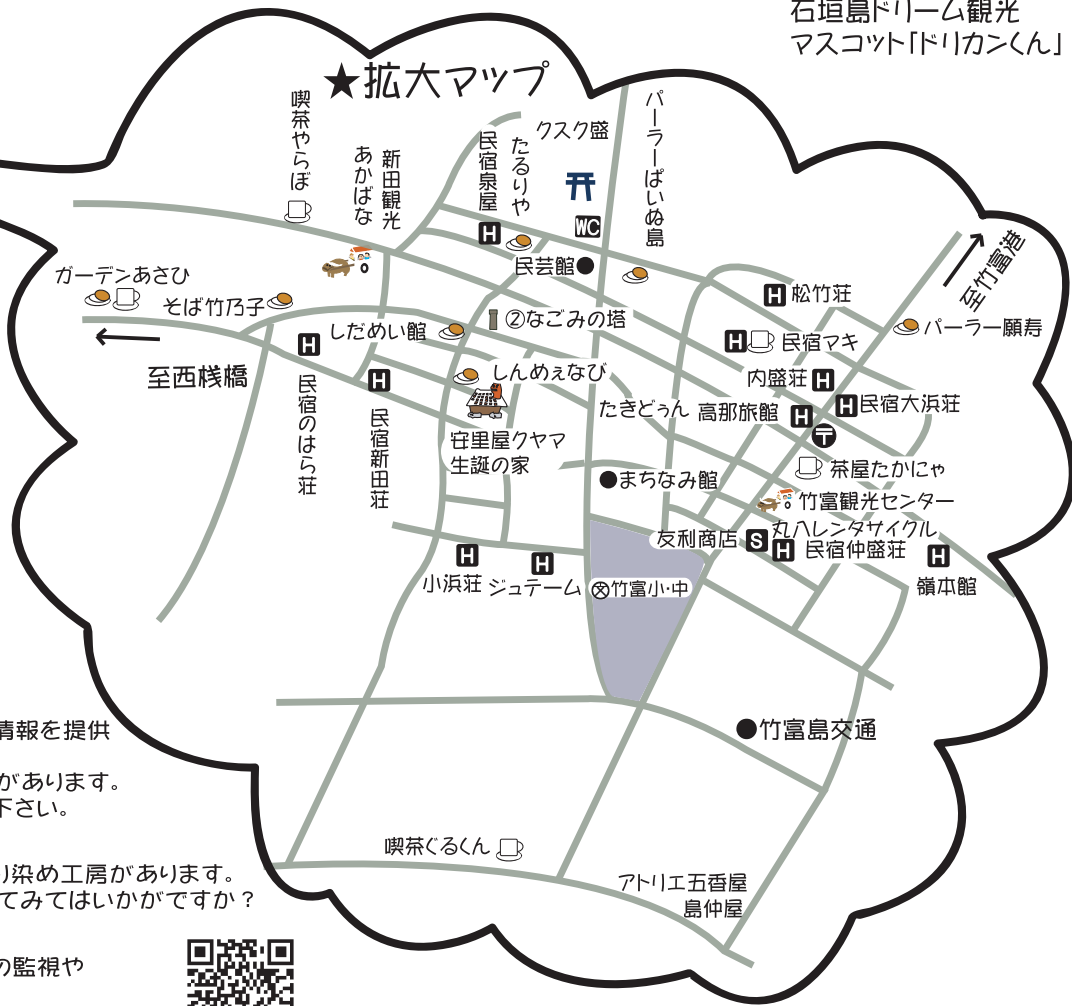 石垣島ドリーム観光
マスコット「ドリカンくん」
★拡大マップ
喫茶やらぼ
新田観光
あかばな
民宿泉屋
たるりや
クスク盛
パーラーぱいぬ島
WC
H
民芸館
ガーデンあさひ
そば竹乃子
至西桟橋
しだめい館
H
②なごみの塔
至竹富港
H 松竹荘
パーラー願寿
H 民宿マキ
内盛荘 H
しんめぇなび
たきどぅん
高那旅館 H
H 民宿大浜荘
〒
民宿のはら荘
H
民宿新田荘
安里屋クヤマ
生誕の家
茶屋たかにゃ
まちなみ館
竹富観光センター
丸八レンタサイクル
友利商店 S
H 民宿仲盛荘
H
嶺本館
H
小浜荘
H
ジュテーム
竹富小・中
情報を提供
竹富島交通
があります。
下さい。
喫茶ぐるくん
り染め工房があります。
てみてはいかがですか？
アトリエ五香屋
島仲屋
の監視や